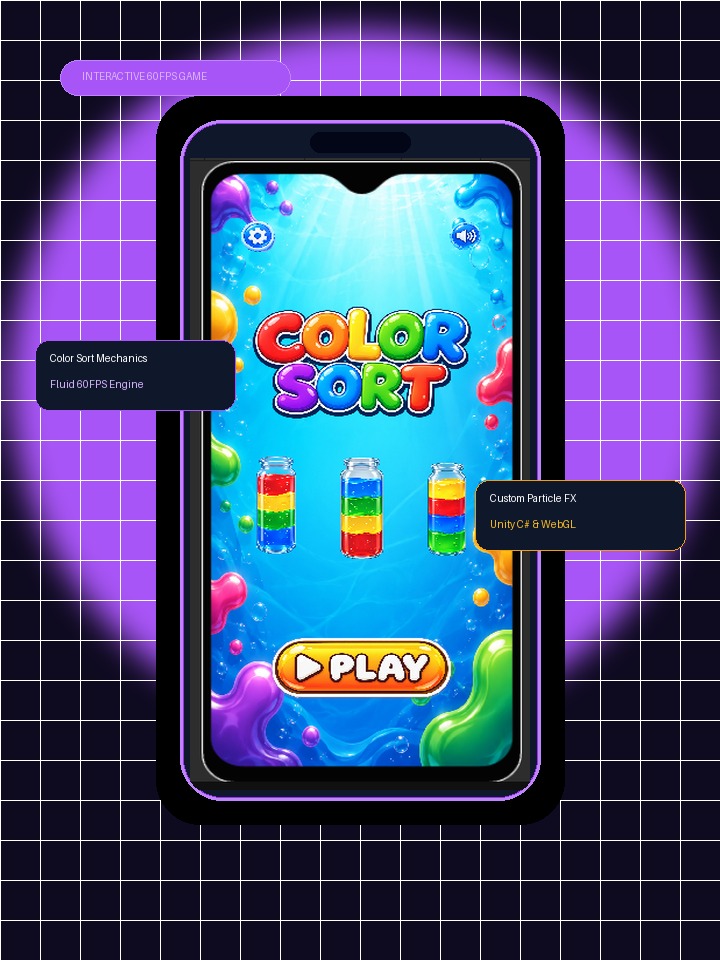 INTERACTIVE 60FPS GAME
COLOR
SORT
Color Sort Mechanics
Fluid 60FPS Engine
Custom Particle FX
Unity C# & WebGL
PLAY